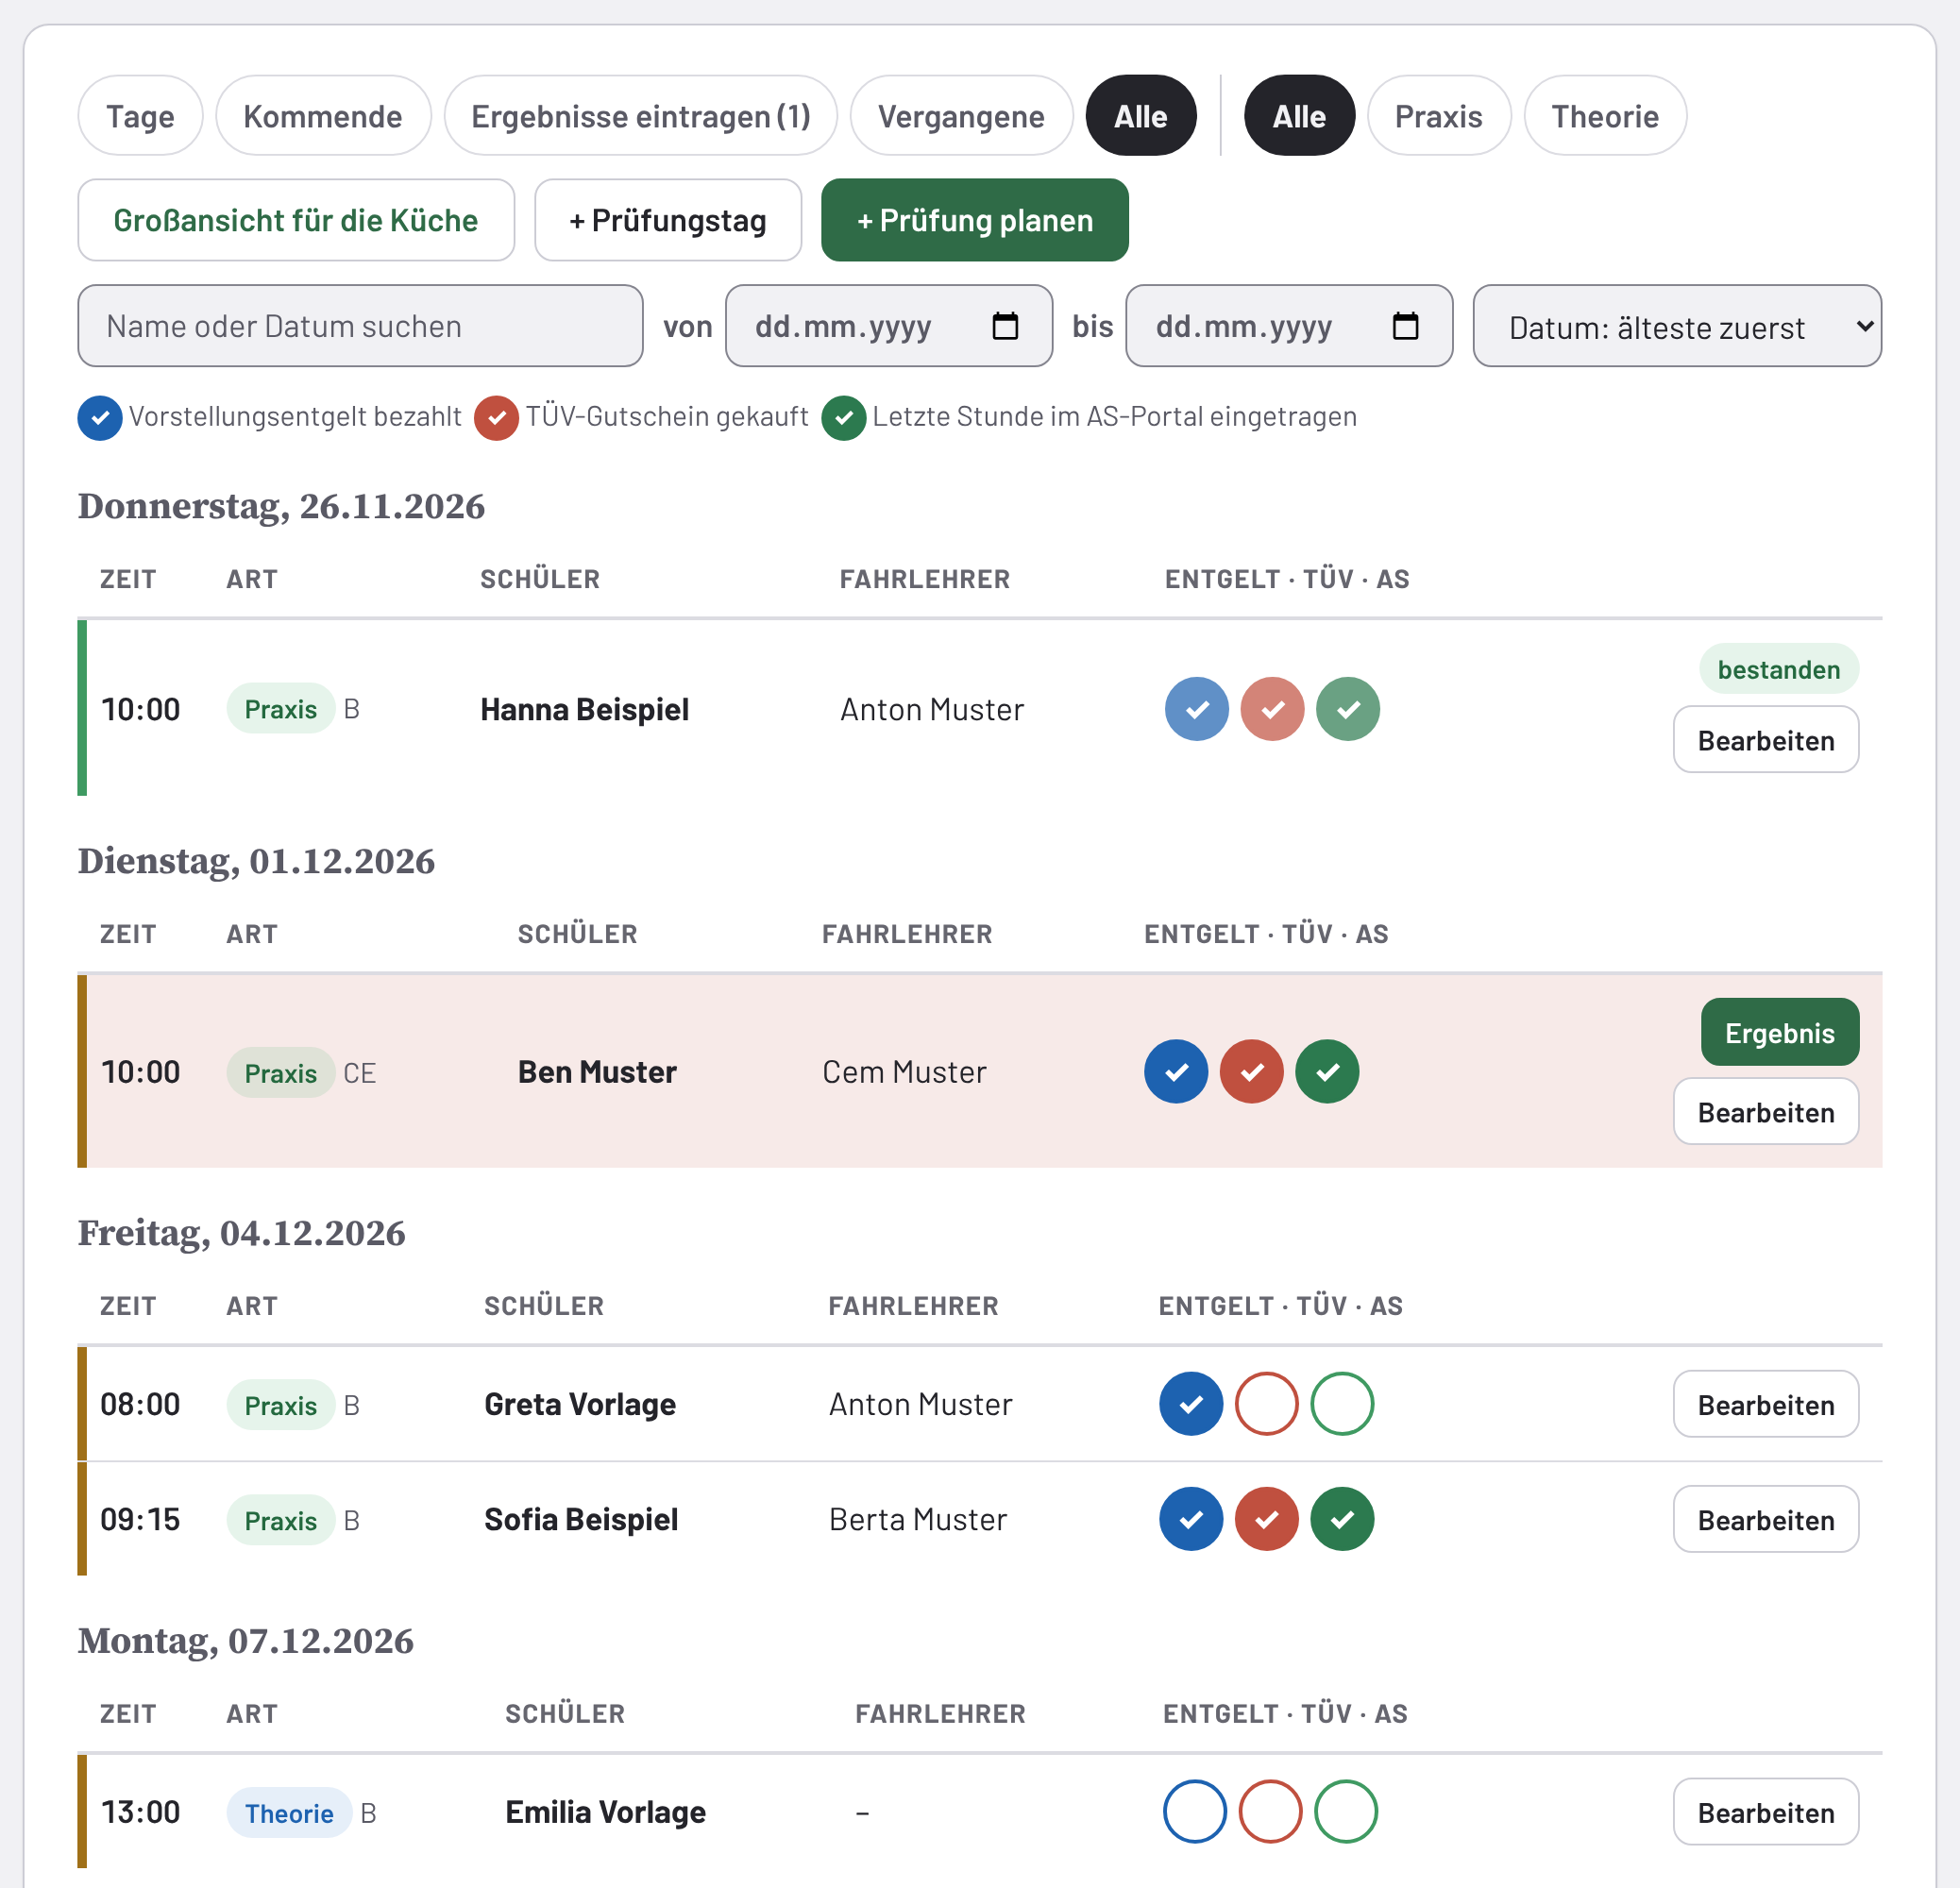 Tage Kommende Ergebnisse eintragen (1) Vergangene Alle Alle Praxis Theorie
Großansicht für die Küche + Prüfungstag + Prüfung planen
Name oder Datum suchen von dd.mm.yyyy bis dd.mm.yyyy Datum: älteste zuerst
Vorstellungsentgelt bezahlt TÜV-Gutschein gekauft Letzte Stunde im AS-Portal eingetragen
Donnerstag, 26.11.2026
ZEIT ART SCHÜLER FAHRLEHRER ENTGELT · TÜV · AS
bestanden
10:00 Praxis B Hanna Beispiel Anton Muster
Bearbeiten
Dienstag, 01.12.2026
ZEIT ART SCHÜLER FAHRLEHRER ENTGELT · TÜV · AS
Ergebnis
10:00 Praxis CE Ben Muster Cem Muster
Bearbeiten
Freitag, 04.12.2026
ZEIT ART SCHÜLER FAHRLEHRER ENTGELT · TÜV · AS
08:00 Praxis B Greta Vorlage Anton Muster Bearbeiten
09:15 Praxis B Sofia Beispiel Berta Muster Bearbeiten
Montag, 07.12.2026
ZEIT ART SCHÜLER FAHRLEHRER ENTGELT · TÜV · AS
13:00 Theorie B Emilia Vorlage – Bearbeiten